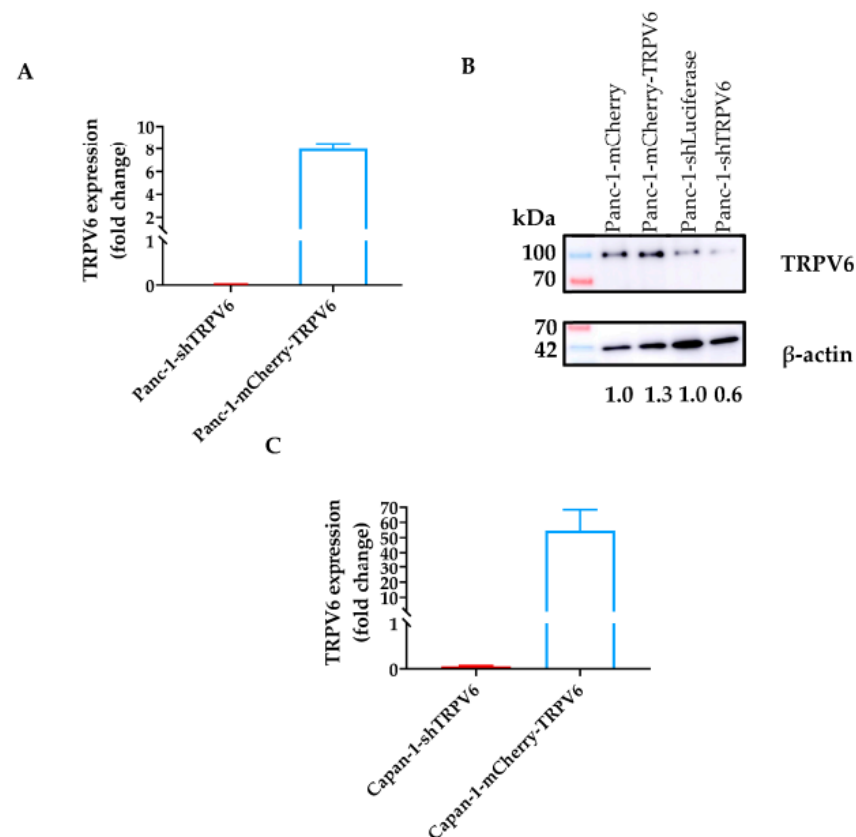 A
TRPV6 expression
(fold change)
10
8
6
4
2
1
0
Panc-1-shTRPV6
Panc-1-mCherry-TRPV6
B
Panc-1-mCherry
Panc-1-mCherry-TRPV6
Panc-1-shLuciferase
Panc-1-shTRPV6
kDa
100
70
TRPV6
70
42
β-actin
1.0 1.3 1.0 0.6
C
TRPV6 expression
(fold change)
70
60
50
40
30
20
10
1
0
Capan-1-shTRPV6
Capan-1-mCherry-TRPV6